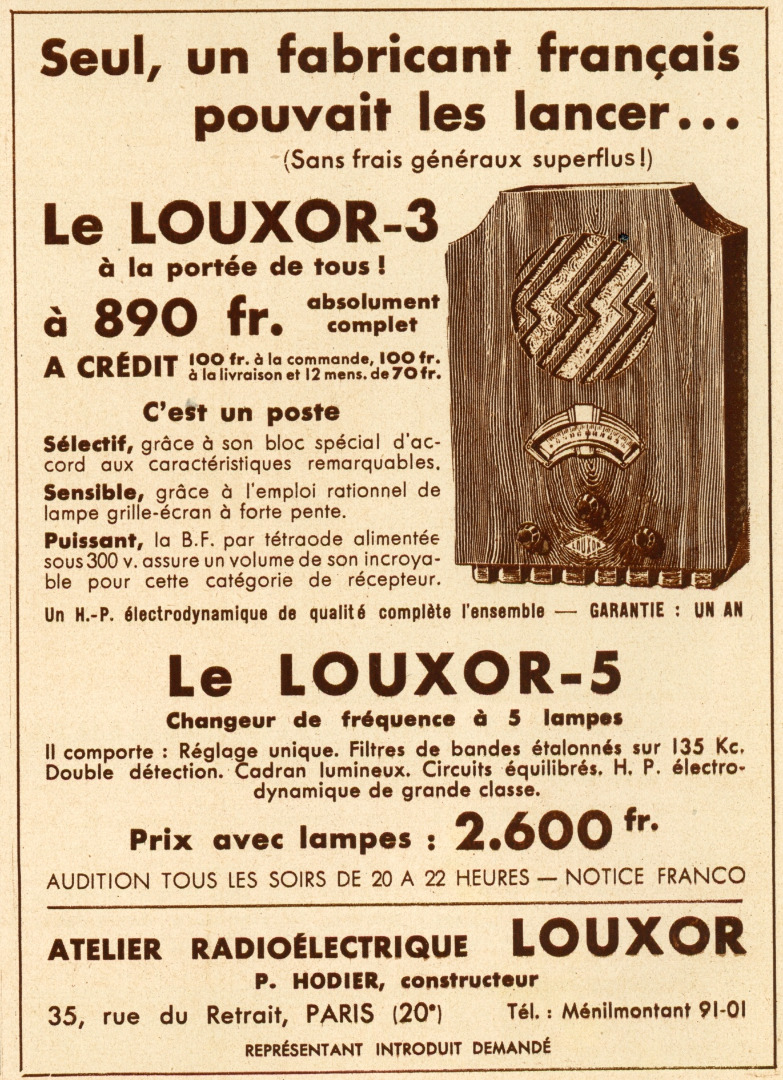 Seul, un fabricant français
pouvait les lancer...
(Sans frais généraux superflus!)
Le LOUXOR-3
à la portée de tous!
à 890 fr. absolument
complet
A CRÉDIT 100 fr. à la commande, 100 fr.
à la livraison et 12 mens. de 70 fr.
C'est un poste
Sélectif, grâce à son bloc spécial d'ac-
cord aux caractéristiques remarquables.
Sensible, grâce à l'emploi rationnel de
lampe grille-écran à forte pente.
Puissant, la B.F. par tétraode alimentée
sous 300 v. assure un volume de son incroya-
ble pour cette catégorie de récepteur.
LOUXOR
Un H.-P. électrodynamique de qualité complète l'ensemble — GARANTIE : UN AN
Le LOUXOR-5
Changeur de fréquence à 5 lampes
Il comporte : Réglage unique. Filtres de bandes étalonnés sur 135 Kc.
Double détection. Cadran lumineux. Circuits équilibrés. H. P. électro-
dynamique de grande classe.
Prix avec lampes : 2.600 fr.
AUDITION TOUS LES SOIRS DE 20 A 22 HEURES — NOTICE FRANCO
ATELIER RADIOÉLECTRIQUE LOUXOR
P. HODIER, constructeur
35, rue du Retrait, PARIS (20e) Tél. : Ménilmontant 91-01
REPRÉSENTANT INTRODUIT DEMANDÉ